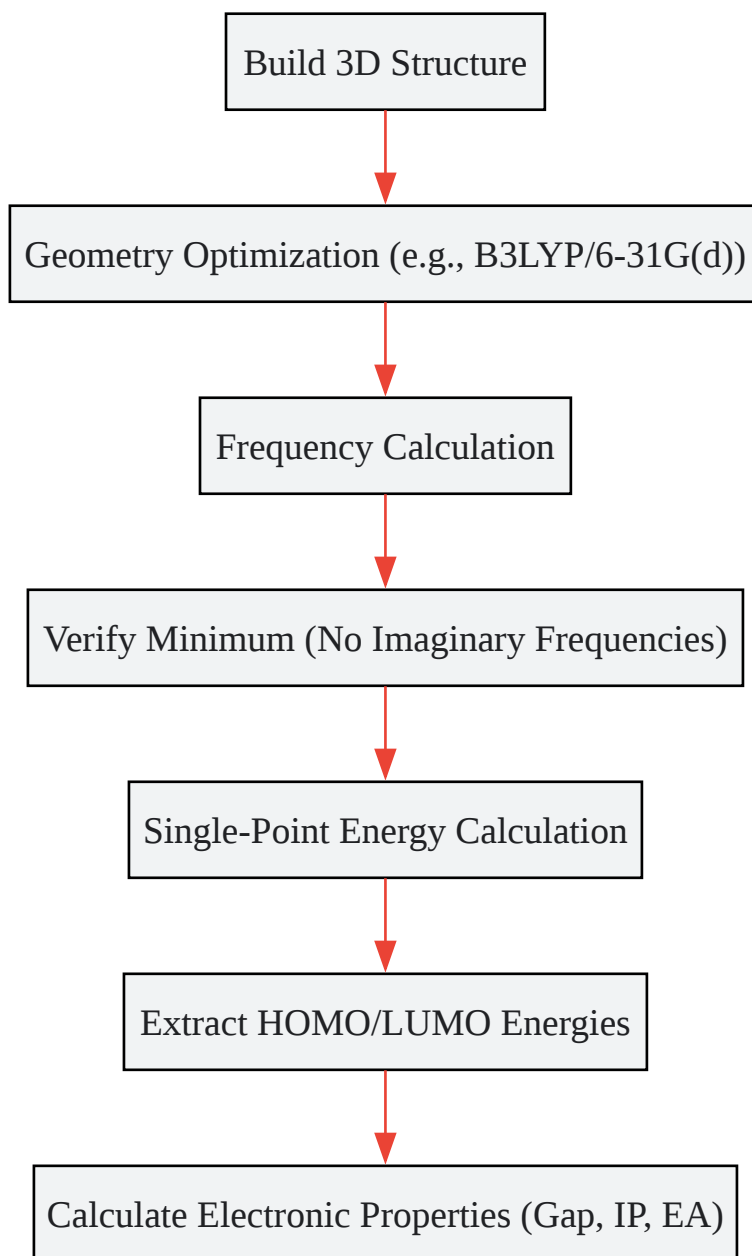 Build 3D Structure
Geometry Optimization (e.g., B3LYP/6-31G(d))
Frequency Calculation
Verify Minimum (No Imaginary Frequencies)
Single-Point Energy Calculation
Extract HOMO/LUMO Energies
Calculate Electronic Properties (Gap, IP, EA)